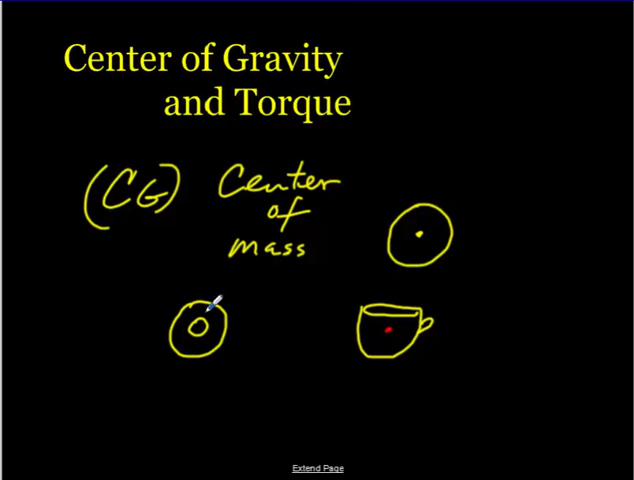 Center of Gravity
and Torque
(CG) Center
of
mass
Extend Page